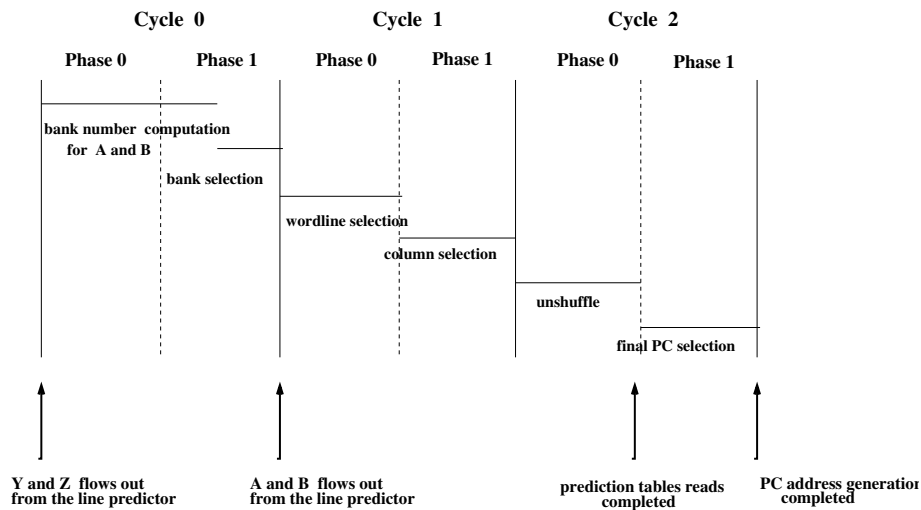 Cycle 0
Cycle 1
Cycle 2
Phase 0
Phase 1
Phase 0
Phase 1
Phase 0
Phase 1
bank number computation
for A and B
bank selection
wordline selection
column selection
unshuffle
final PC selection
Y and Z flows out
from the line predictor
A and B flows out
from the line predictor
prediction tables reads
completed
PC address generation
completed